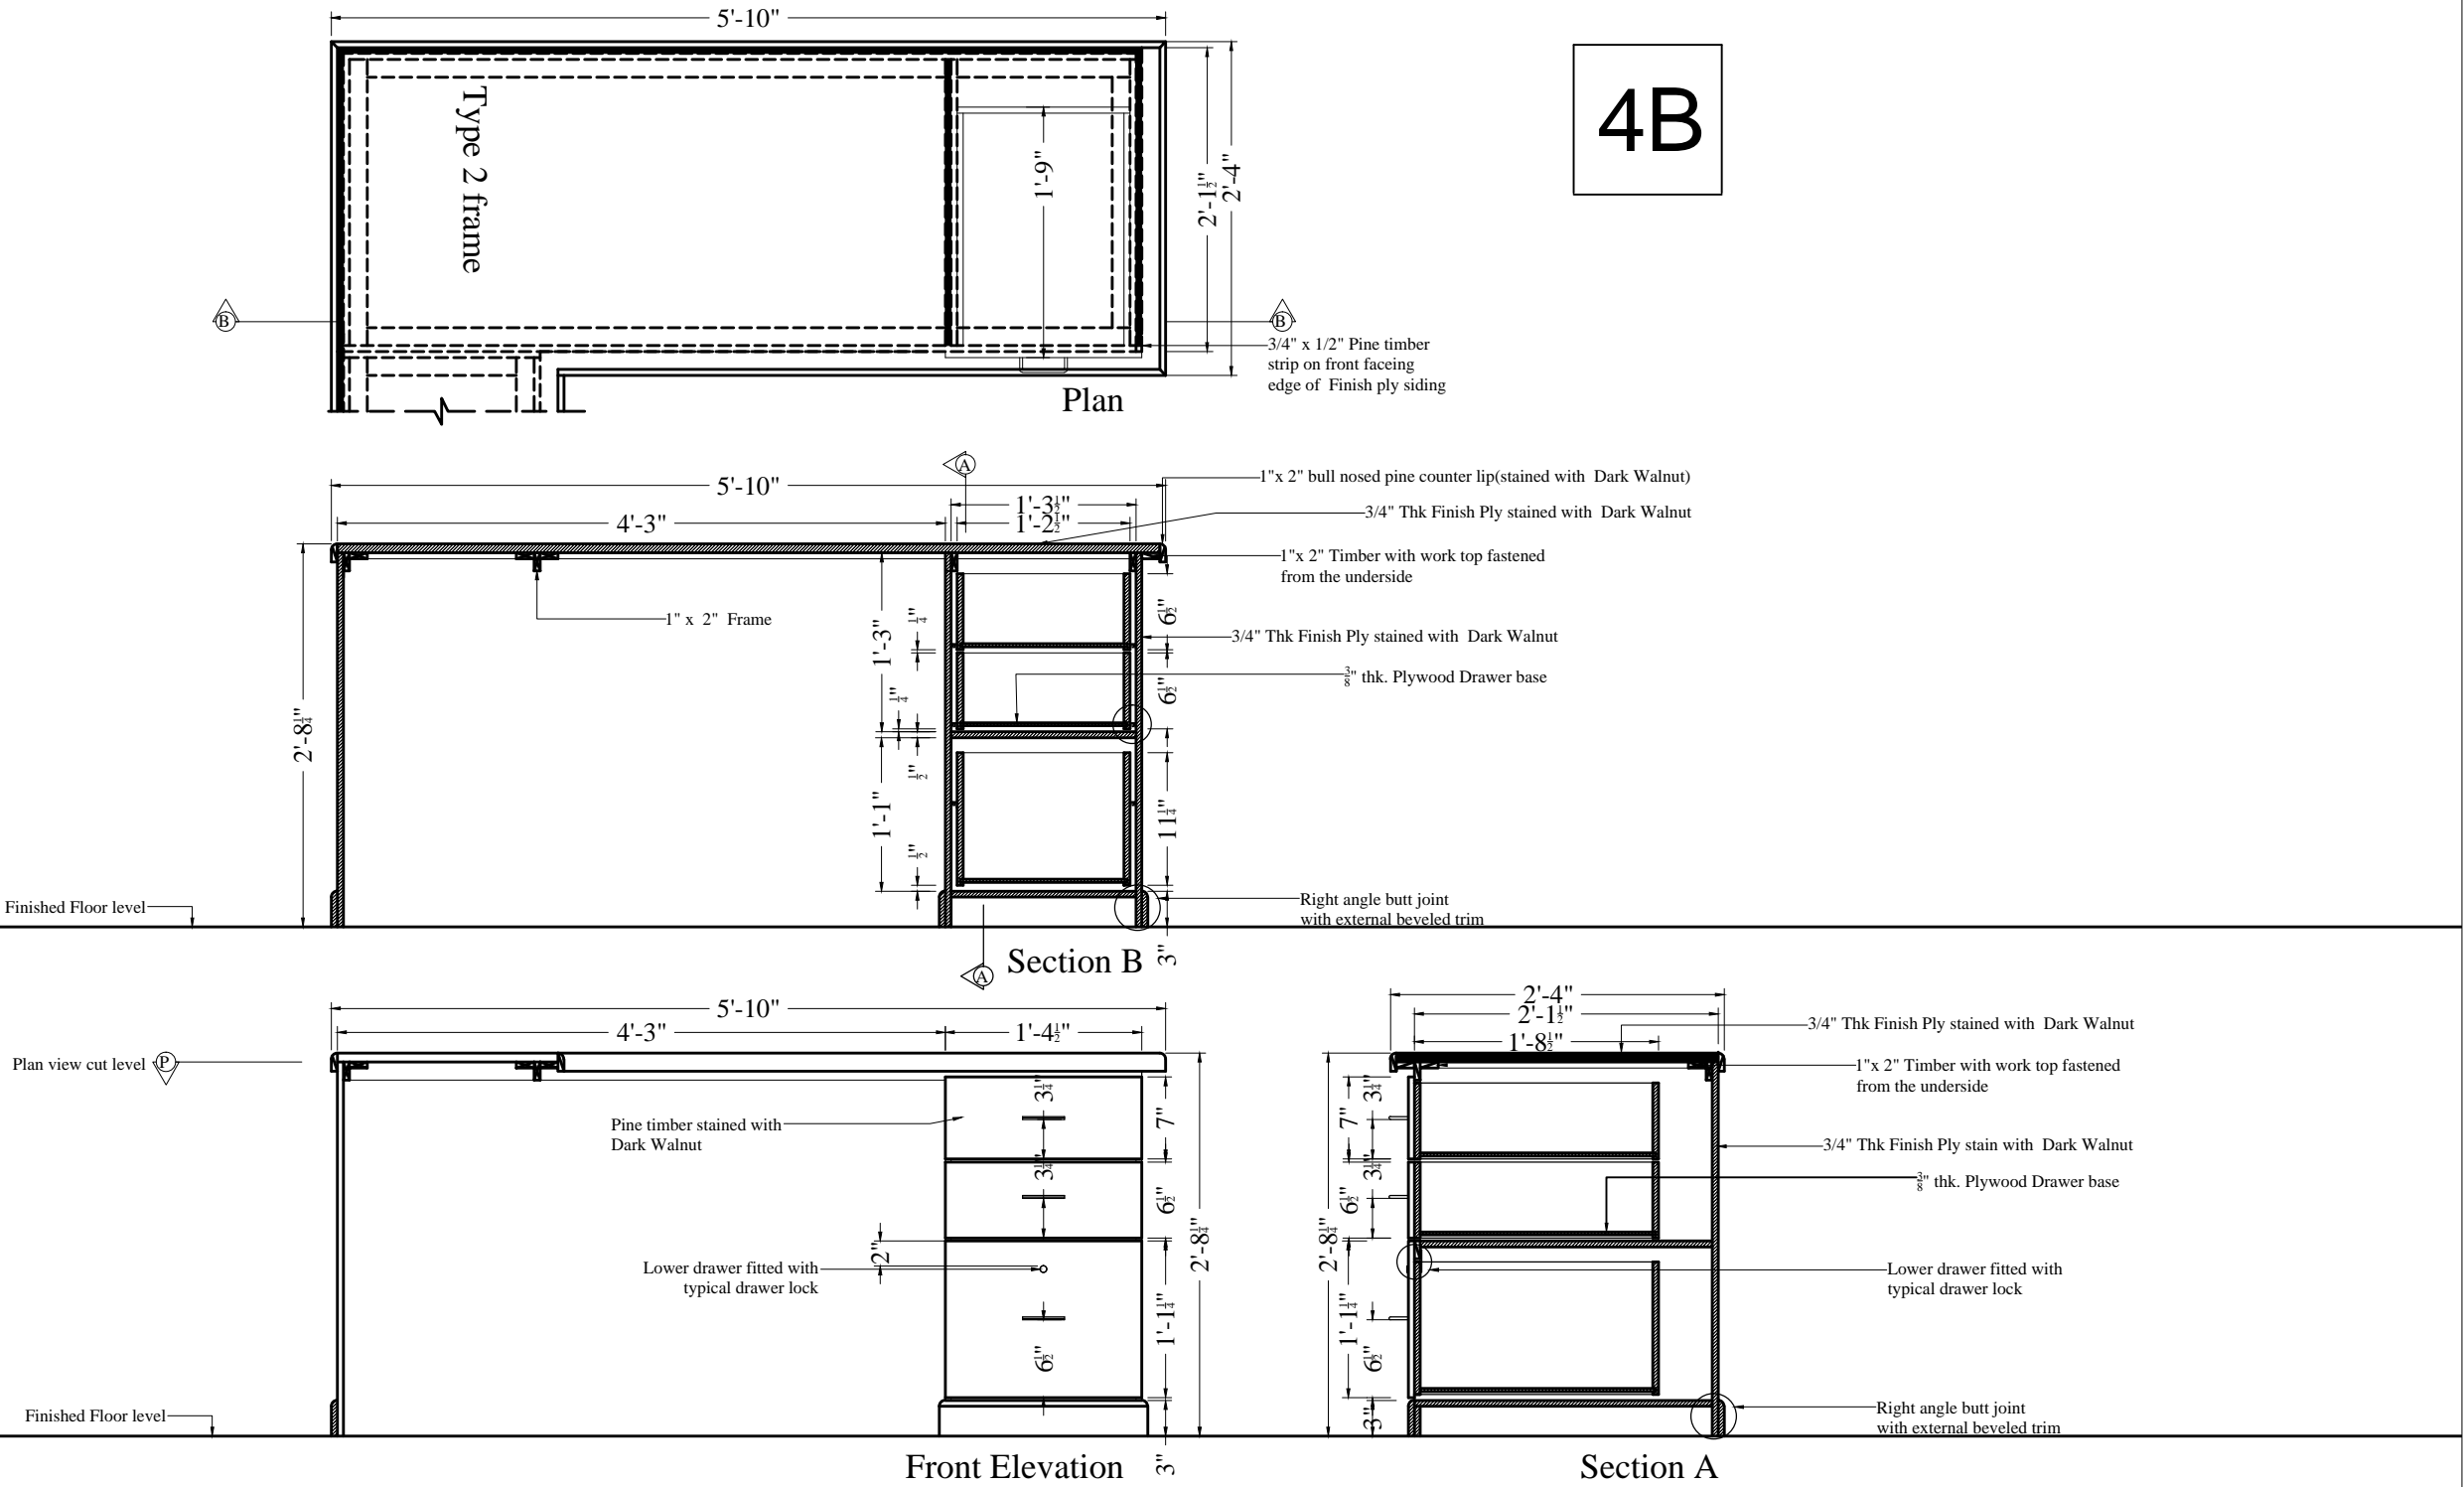 5'-10"
4B
Type 2 frame
1'-9"
2'-1½"
2'-4"
B
B
3/4" x 1/2" Pine timber
strip on front faceing
edge of Finish ply siding
Plan
A
5'-10"
1'-3½"
4'-3"
1'-2½"
1"x 2" bull nosed pine counter lip(stained with Dark Walnut)
3/4" Thk Finish Ply stained with Dark Walnut
1"x 2" Timber with work top fastened
from the underside
1" x 2" Frame
1'-3"
¼"
6½"
3/4" Thk Finish Ply stained with Dark Walnut
⅜" thk. Plywood Drawer base
¼"
6½"
2'-8¼"
½"
1'-1"
11¼"
½"
Finished Floor level
Right angle butt joint
with external beveled trim
3"
Section B
A
5'-10"
4'-3"
1'-4½"
Plan view cut level
P
3¼"
7"
Pine timber stained with
Dark Walnut
3¼"
6½"
2"
2'-8¼"
Lower drawer fitted with
typical drawer lock
1'-1¼"
6½"
Finished Floor level
3"
Front Elevation
2'-4"
2'-1½"
1'-8½"
3/4" Thk Finish Ply stained with Dark Walnut
1"x 2" Timber with work top fastened
from the underside
3¼"
7"
3/4" Thk Finish Ply stain with Dark Walnut
3¼"
6½"
⅜" thk. Plywood Drawer base
2'-8¼"
Lower drawer fitted with
typical drawer lock
1'-1¼"
6½"
3"
Right angle butt joint
with external beveled trim
Section A